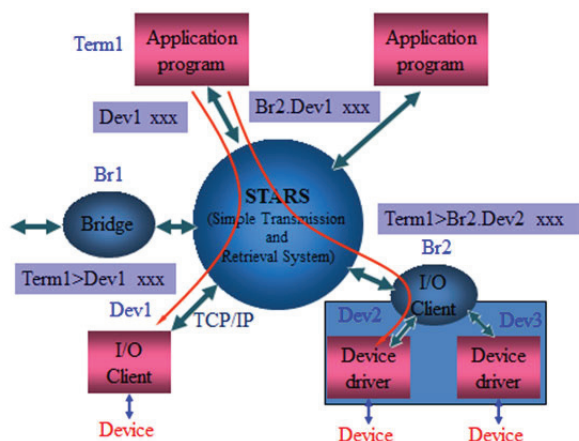 Term1
Application
program
Application
program
Dev1 xxx
Br2.Dev1 xxx
Br1
Bridge
STARS
(Simple Transmission
and
Retrieval System)
Term1>Br2.Dev2 xxx
Br2
I/O
Client
Term1>Dev1 xxx
Dev1
TCP/IP
I/O
Client
Device
Dev2
Dev3
Device
driver
Device
driver
Device
Device